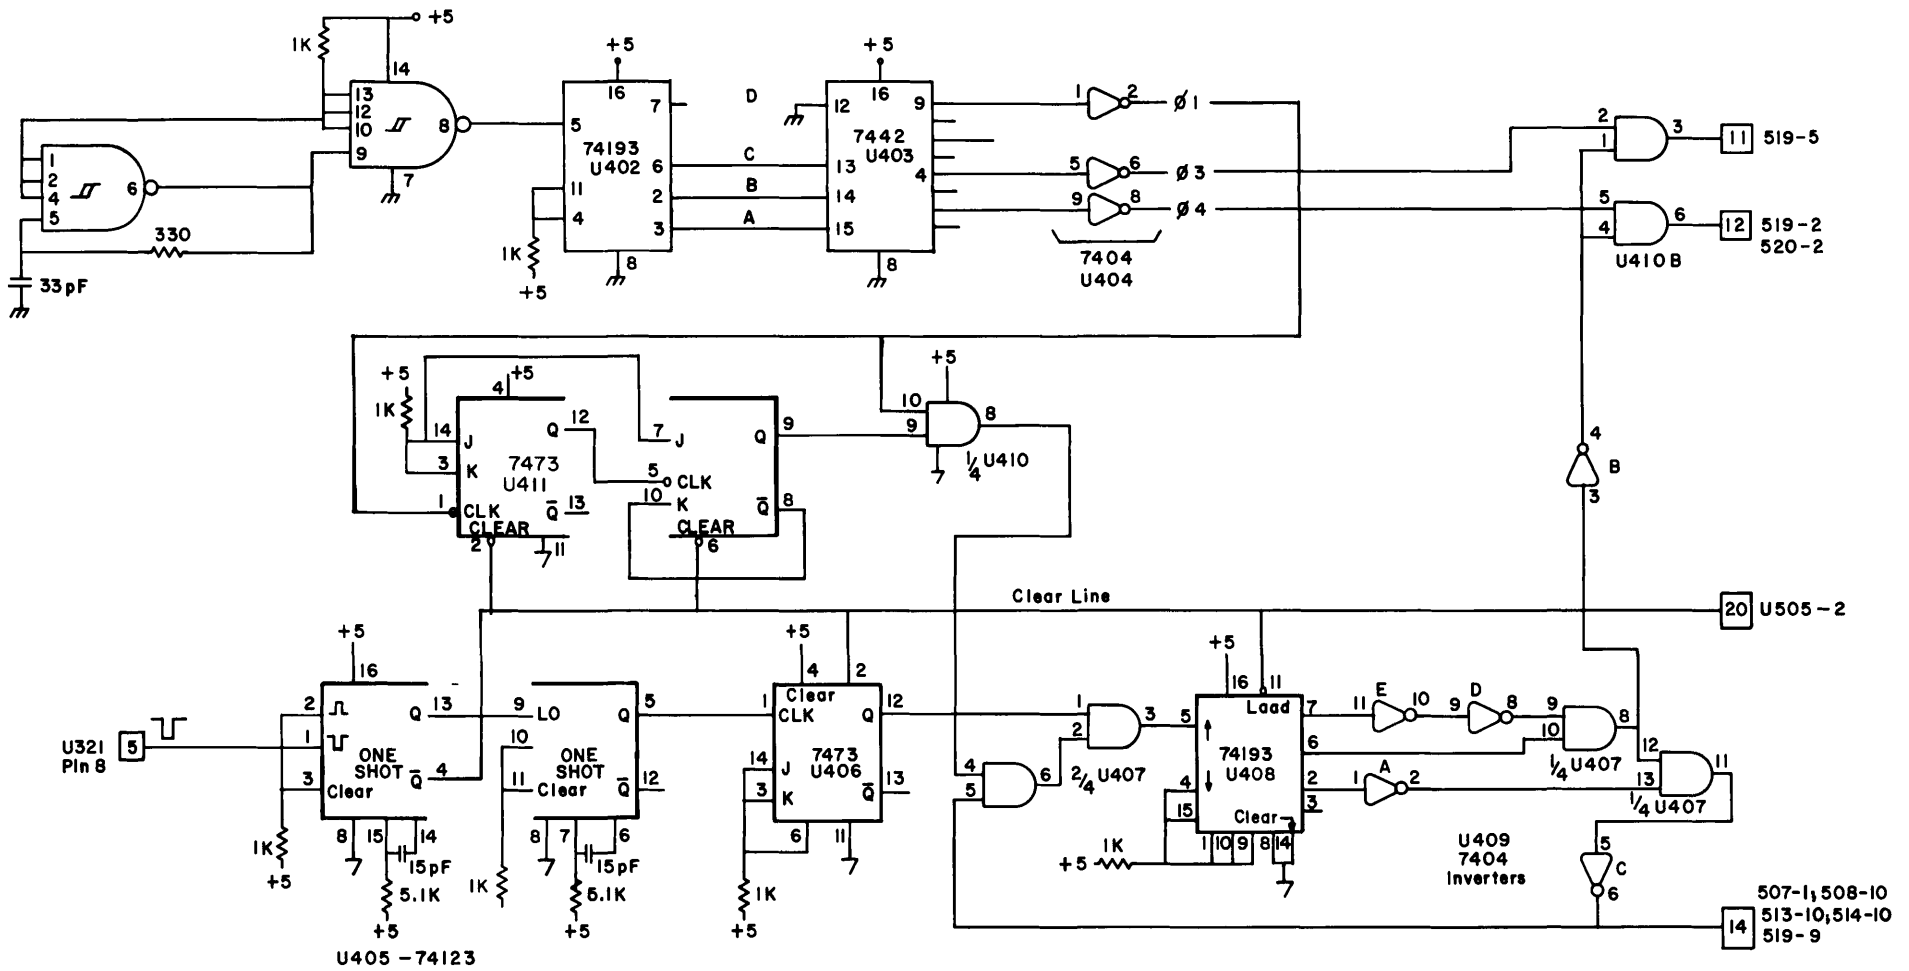 +5
1K
14
13
12
10
9
8
7
1
2
4
5
6
330
33pF
+5
16
7
5
74193
U402
6
11
2
4
3
8
1K
+5
D
C
B
A
+5
16
12
9
7442
U403
13
4
14
15
8
1
2
Ø1
5
6
Ø3
9
8
Ø4
7404
U404
2
1
3
11
519-5
5
4
6
12
519-2
520-2
U410B
+5
1K
4
+5
14
J
Q
12
3
K
7473
U411
1
CLK
Q̅
13
CLEAR
2
11
7
J
Q
9
5
CLK
10
K
Q̅
8
CLEAR
6
+5
10
9
8
1/4 U410
4
B
3
Clear Line
20
U505-2
U321
Pin 8
5
+5
16
2
Q
13
1
ONE
SHOT
3
Clear
Q̅
4
8
15
14
1K
+5
15pF
5.1K
+5
U405-74123
9
LO
Q
5
10
ONE
SHOT
11
Clear
Q̅
12
8
7
6
1K
15pF
5.1K
+5
+5
4
2
Clear
1
CLK
Q
12
7473
U406
14
J
3
K
Q̅
13
6
11
1K
+5
1
2
3
2/4 U407
4
5
6
+5
16
11
Load
5
7
6
74193
U408
2
4
3
15
Clear
1
10
9
8
14
1K
+5
11
E
10
9
D
8
9
10
8
1/4 U407
1
A
2
12
13
11
1/4 U407
5
C
6
U409
7404
Inverters
14
507-1, 508-10
513-10, 514-10
519-9